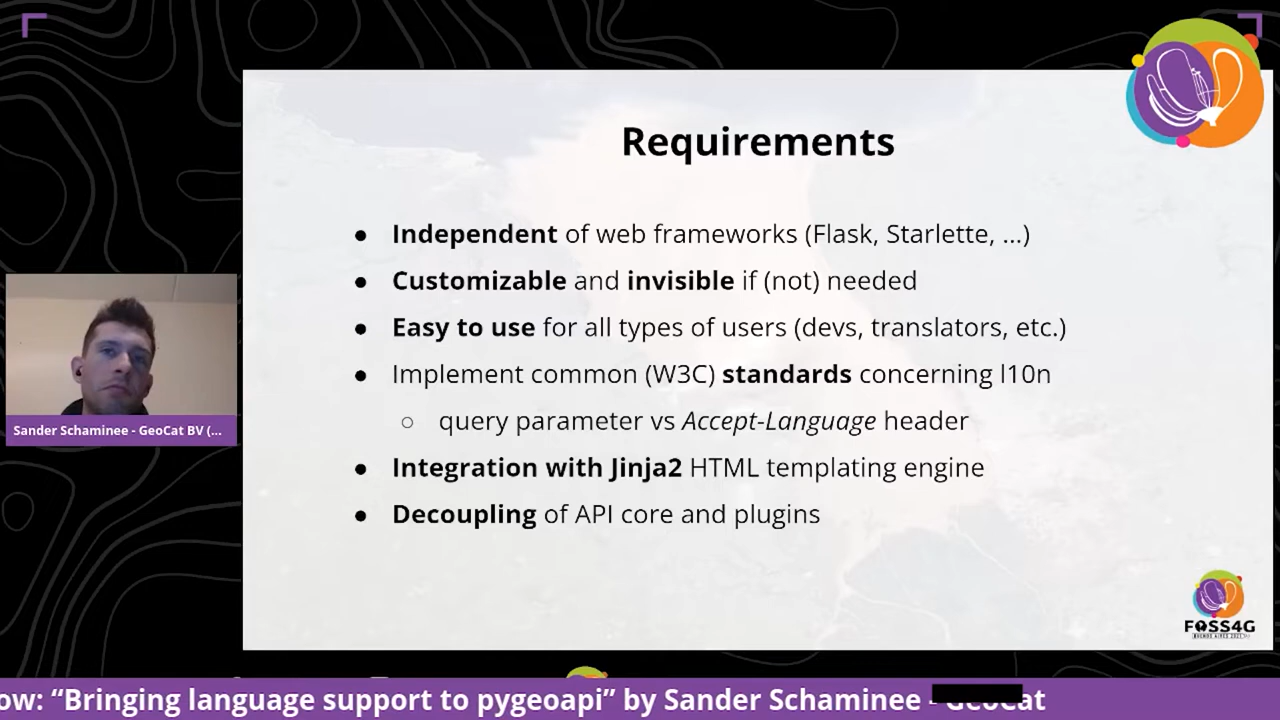 Requirements
● Independent of web frameworks (Flask, Starlette, ...)
● Customizable and invisible if (not) needed
● Easy to use for all types of users (devs, translators, etc.)
● Implement common (W3C) standards concerning l10n
○ query parameter vs Accept-Language header
● Integration with Jinja2 HTML templating engine
● Decoupling of API core and plugins
Sander Schaminee - GeoCat BV (...
FOSS4G
ow: “Bringing language support to pygeoapi” by Sander Schaminee -